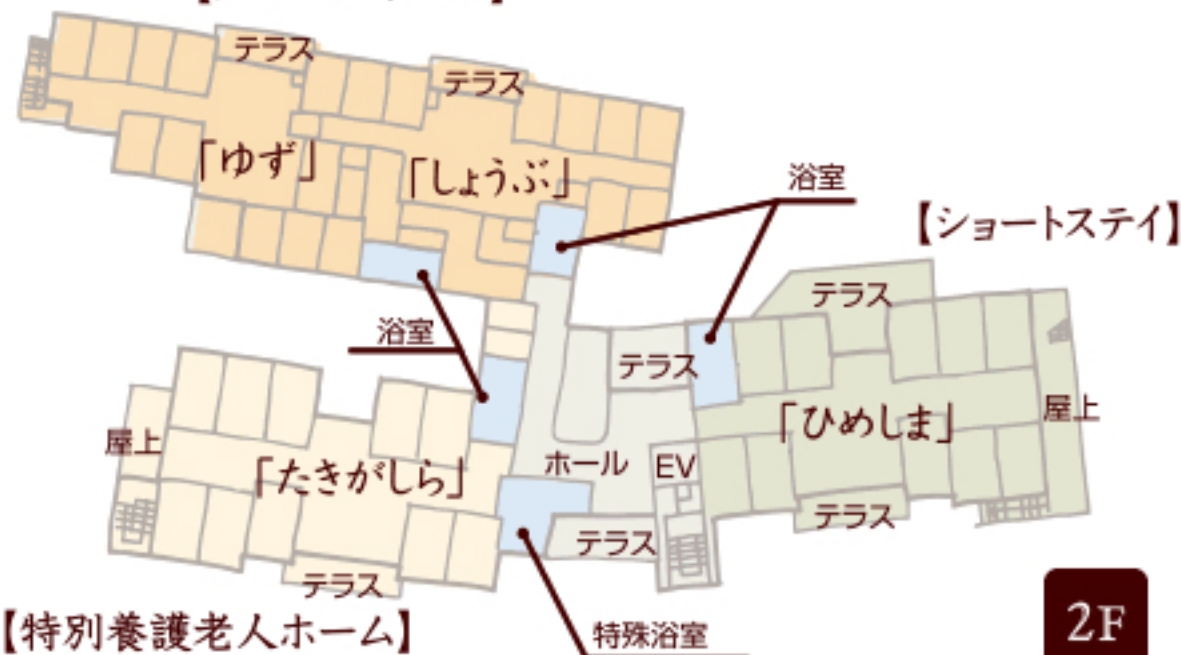 テラス
テラス
「ゆず」
「しょうぶ」
浴室
【ショートステイ】
テラス
浴室
テラス
屋上
「ひめしま」
屋上
「たきがしら」
ホール
EV
テラス
テラス
テラス
【特別養護老人ホーム】
特殊浴室
2F